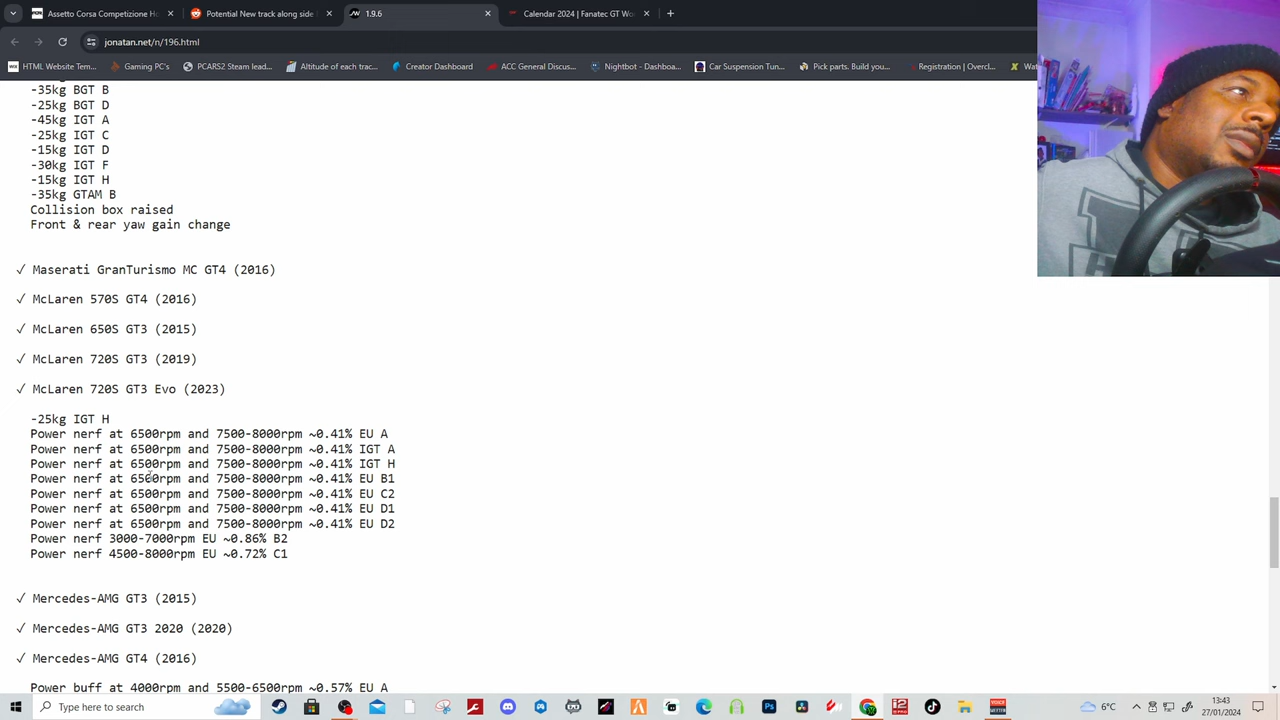 Assetto Corsa Competizione Ho
Potential New track along side
1.9.6
Calendar 2024 | Fanatec GT Wo
jonatan.net/n/196.html
HTML Website Tem...
Gaming PC's
PCARS2 Steam lead...
Altitude of each trac...
Creator Dashboard
ACC General Discus...
Nightbot - Dashboa...
Car Suspension Tun...
Pick parts. Build you...
Registration | Overcl...
-35kg BGT B
-25kg BGT D
-45kg IGT A
-25kg IGT C
-15kg IGT D
-30kg IGT F
-15kg IGT H
-35kg GTAM B
Collision box raised
Front & rear yaw gain change
✓ Maserati GranTurismo MC GT4 (2016)
✓ McLaren 570S GT4 (2016)
✓ McLaren 650S GT3 (2015)
✓ McLaren 720S GT3 (2019)
✓ McLaren 720S GT3 Evo (2023)
-25kg IGT H
Power nerf at 6500rpm and 7500-8000rpm ~0.41% EU A
Power nerf at 6500rpm and 7500-8000rpm ~0.41% IGT A
Power nerf at 6500rpm and 7500-8000rpm ~0.41% IGT H
Power nerf at 6500rpm and 7500-8000rpm ~0.41% EU B1
Power nerf at 6500rpm and 7500-8000rpm ~0.41% EU C2
Power nerf at 6500rpm and 7500-8000rpm ~0.41% EU D1
Power nerf at 6500rpm and 7500-8000rpm ~0.41% EU D2
Power nerf 3000-7000rpm EU ~0.86% B2
Power nerf 4500-8000rpm EU ~0.72% C1
✓ Mercedes-AMG GT3 (2015)
✓ Mercedes-AMG GT3 2020 (2020)
✓ Mercedes-AMG GT4 (2016)
Power buff at 4000rpm and 5500-6500rpm ~0.57% EU A
Type here to search
6°C
13:43
27/01/2024